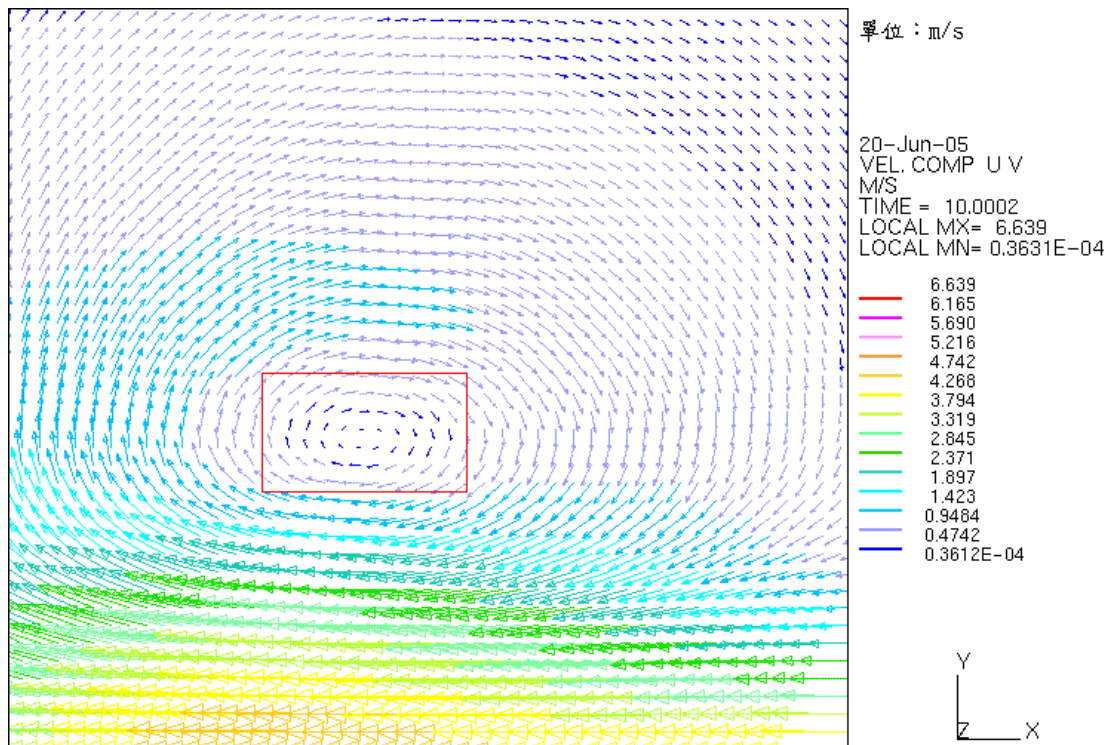 單位：m/s
20-Jun-05
VEL. COMP U V
M/S
TIME = 10.0002
LOCAL MX= 6.639
LOCAL MN= 0.3631E-04
6.639
6.165
5.690
5.216
4.742
4.268
3.794
3.319
2.845
2.371
1.897
1.423
0.9484
0.4742
0.3612E-04
Y
Z X